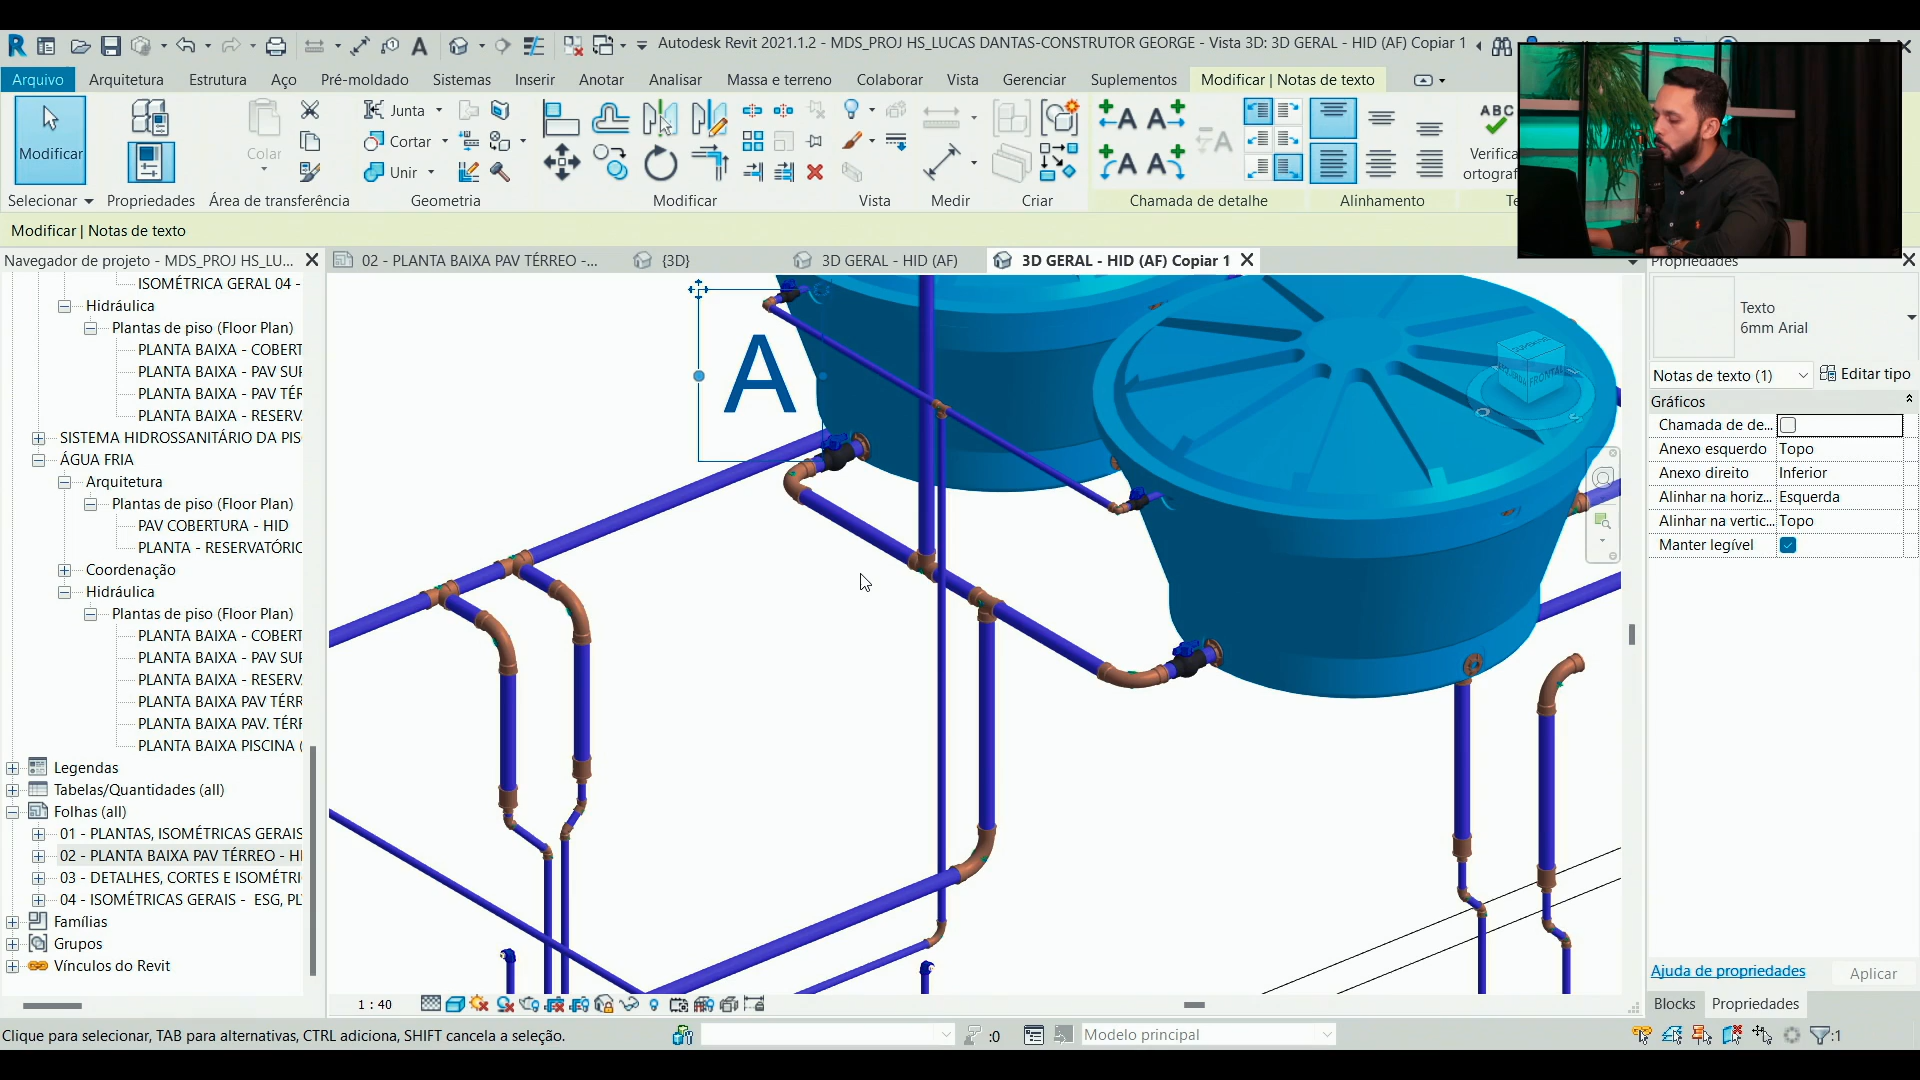 Autodesk Revit 2021.1.2 - MDS_PROJ HS_LUCAS DANTAS-CONSTRUTOR GEORGE - Vista 3D: 3D GERAL - HID (AF) Copiar 1
Arquivo Arquitetura Estrutura Aço Pré-moldado Sistemas Inserir Anotar Analisar Massa e terreno Colaborar Vista Gerenciar Suplementos Modificar | Notas de texto
Modificar Colar Junta Cortar Unir ABC Verifica
ortograf
Selecionar Propriedades Área de transferência Geometria Modificar Vista Medir Criar Chamada de detalhe Alinhamento Te
Modificar | Notas de texto
Navegador de projeto - MDS_PROJ HS_LU...
02 - PLANTA BAIXA PAV TÉRREO -... {3D} 3D GERAL - HID (AF) 3D GERAL - HID (AF) Copiar 1
ISOMÉTRICA GERAL 04 -
Hidráulica
Plantas de piso (Floor Plan)
PLANTA BAIXA - COBERT
PLANTA BAIXA - PAV SUF
PLANTA BAIXA - PAV TÉR
PLANTA BAIXA - RESERV
SISTEMA HIDROSSANITÁRIO DA PIS
ÁGUA FRIA
Arquitetura
Plantas de piso (Floor Plan)
PAV COBERTURA - HID
PLANTA - RESERVATÓRIC
Coordenação
Hidráulica
Plantas de piso (Floor Plan)
PLANTA BAIXA - COBERT
PLANTA BAIXA - PAV SUF
PLANTA BAIXA - RESERV
PLANTA BAIXA PAV TÉRR
PLANTA BAIXA PAV. TÉRF
PLANTA BAIXA PISCINA (
Legendas
Tabelas/Quantidades (all)
Folhas (all)
01 - PLANTAS, ISOMÉTRICAS GERAIS
02 - PLANTA BAIXA PAV TÉRREO - HI
03 - DETALHES, CORTES E ISOMÉTRI
04 - ISOMÉTRICAS GERAIS - ESG, PL
Famílias
Grupos
Vínculos do Revit
A
SUPERIOR
FRONTAL
Propriedades
Texto
6mm Arial
Notas de texto (1) Editar tipo
Gráficos
Chamada de de...
Anexo esquerdo Topo
Anexo direito Inferior
Alinhar na horiz... Esquerda
Alinhar na vertic... Topo
Manter legível
Ajuda de propriedades Aplicar
Blocks Propriedades
1 : 40
Clique para selecionar, TAB para alternativas, CTRL adiciona, SHIFT cancela a seleção. :0 Modelo principal :1